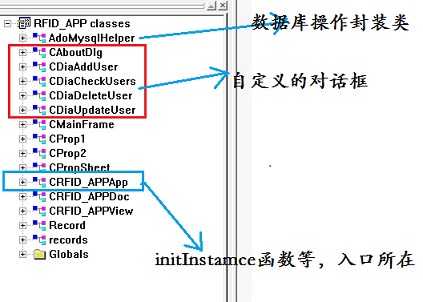 RFID_APP classes
AdoMysqlHelper
数据库操作封装类
CAboutDlg
CDiaAddUser
CDiaCheckUsers
自定义的对话框
CDiaDeleteUser
CDiaUpdateUser
CMainFrame
CProp1
CProp2
CPropSheet
CRFID_APPApp
CRFID_APPDoc
CRFID_APPView
Record
records
Globals
initInstamce函数等，入口所在